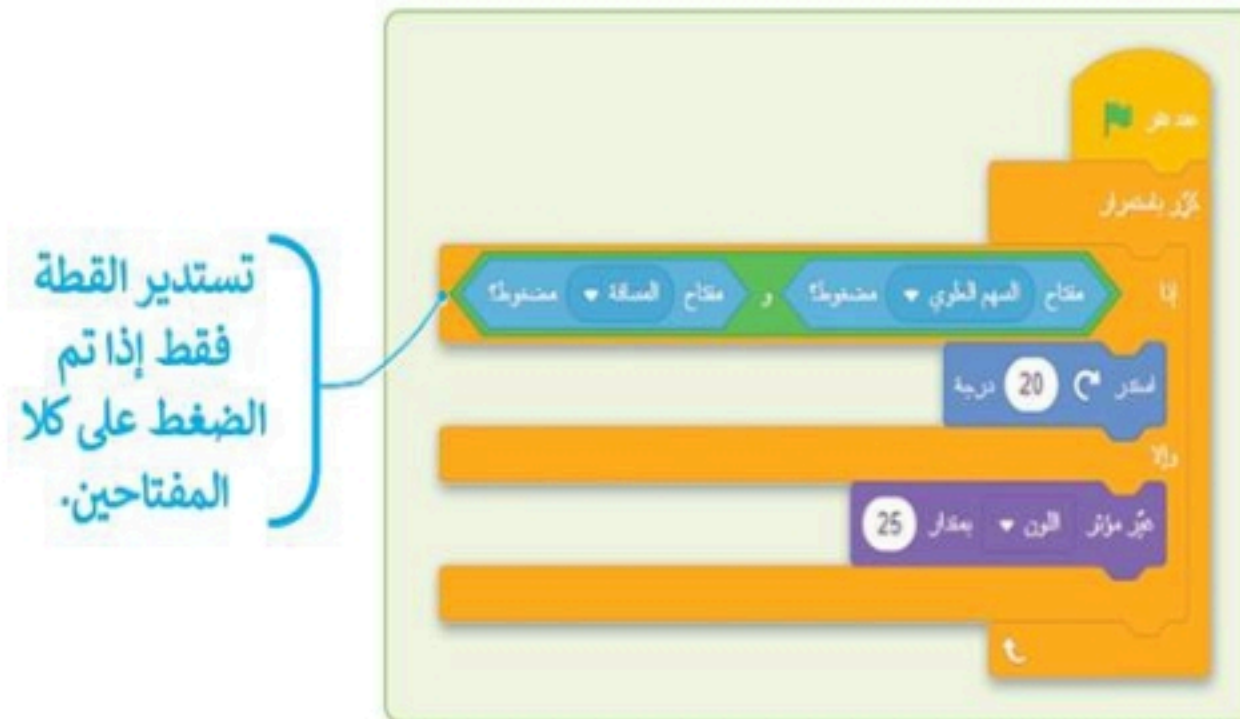 عند نقر
كرّر باستمرار
إذا مفتاح السهم العلوي مضغوط؟ و مفتاح المسافة مضغوط؟
استدر 20 درجة
وإلا
غيّر مؤثر اللون بمقدار 25
تستدير القطة
فقط إذا تم
الضغط على كلا
المفتاحين.